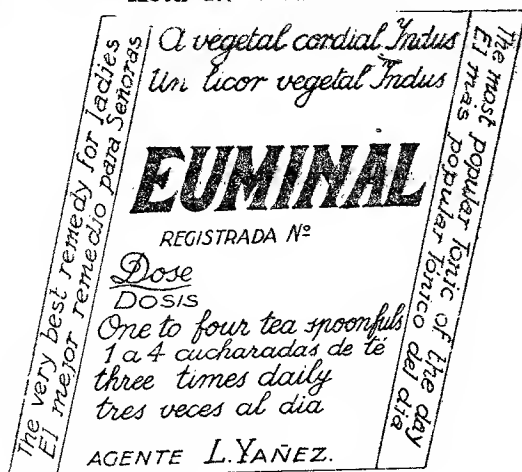 The very best remedy for ladies
El mejor remedio para Señoras
A vegetal cordial Indus
Un licor vegetal Indus
EUMINAL
REGISTRADA Nº
Dose
DOSIS
One to four tea spoonfuls
1 a 4 cucharadas de té
three times daily
tres veces al dia
AGENTE L. YAÑEZ.
The most popular Tonic of the day
El mas popular Tónico del dia